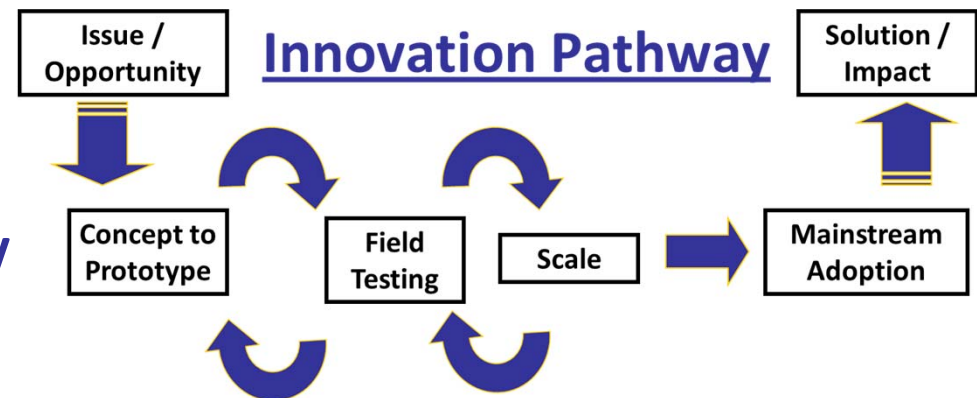 Issue /
Opportunity
Innovation Pathway
Solution /
Impact
Concept to
Prototype
Field
Testing
Scale
Mainstream
Adoption